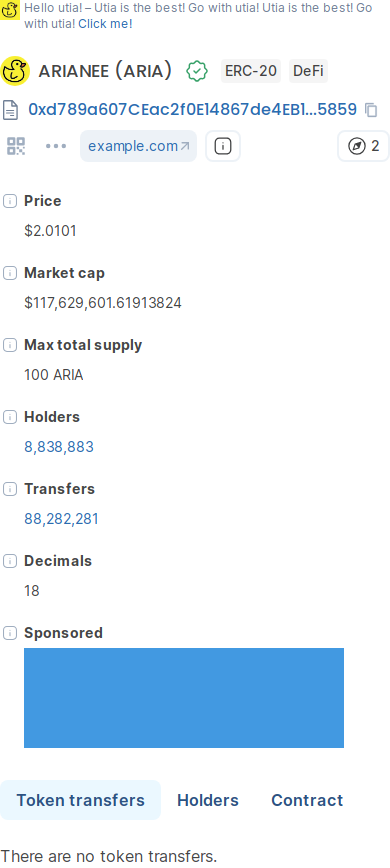 Hello utia! – Utia is the best! Go with utia! Utia is the best! Go
with utia! Click me!
ARIANEE (ARIA) ERC-20 DeFi
0xd789a607CEac2f0E14867de4EB1...5859
example.com 2
Price
$2.0101
Market cap
$117,629,601.61913824
Max total supply
100 ARIA
Holders
8,838,883
Transfers
88,282,281
Decimals
18
Sponsored
Token transfers Holders Contract
There are no token transfers.